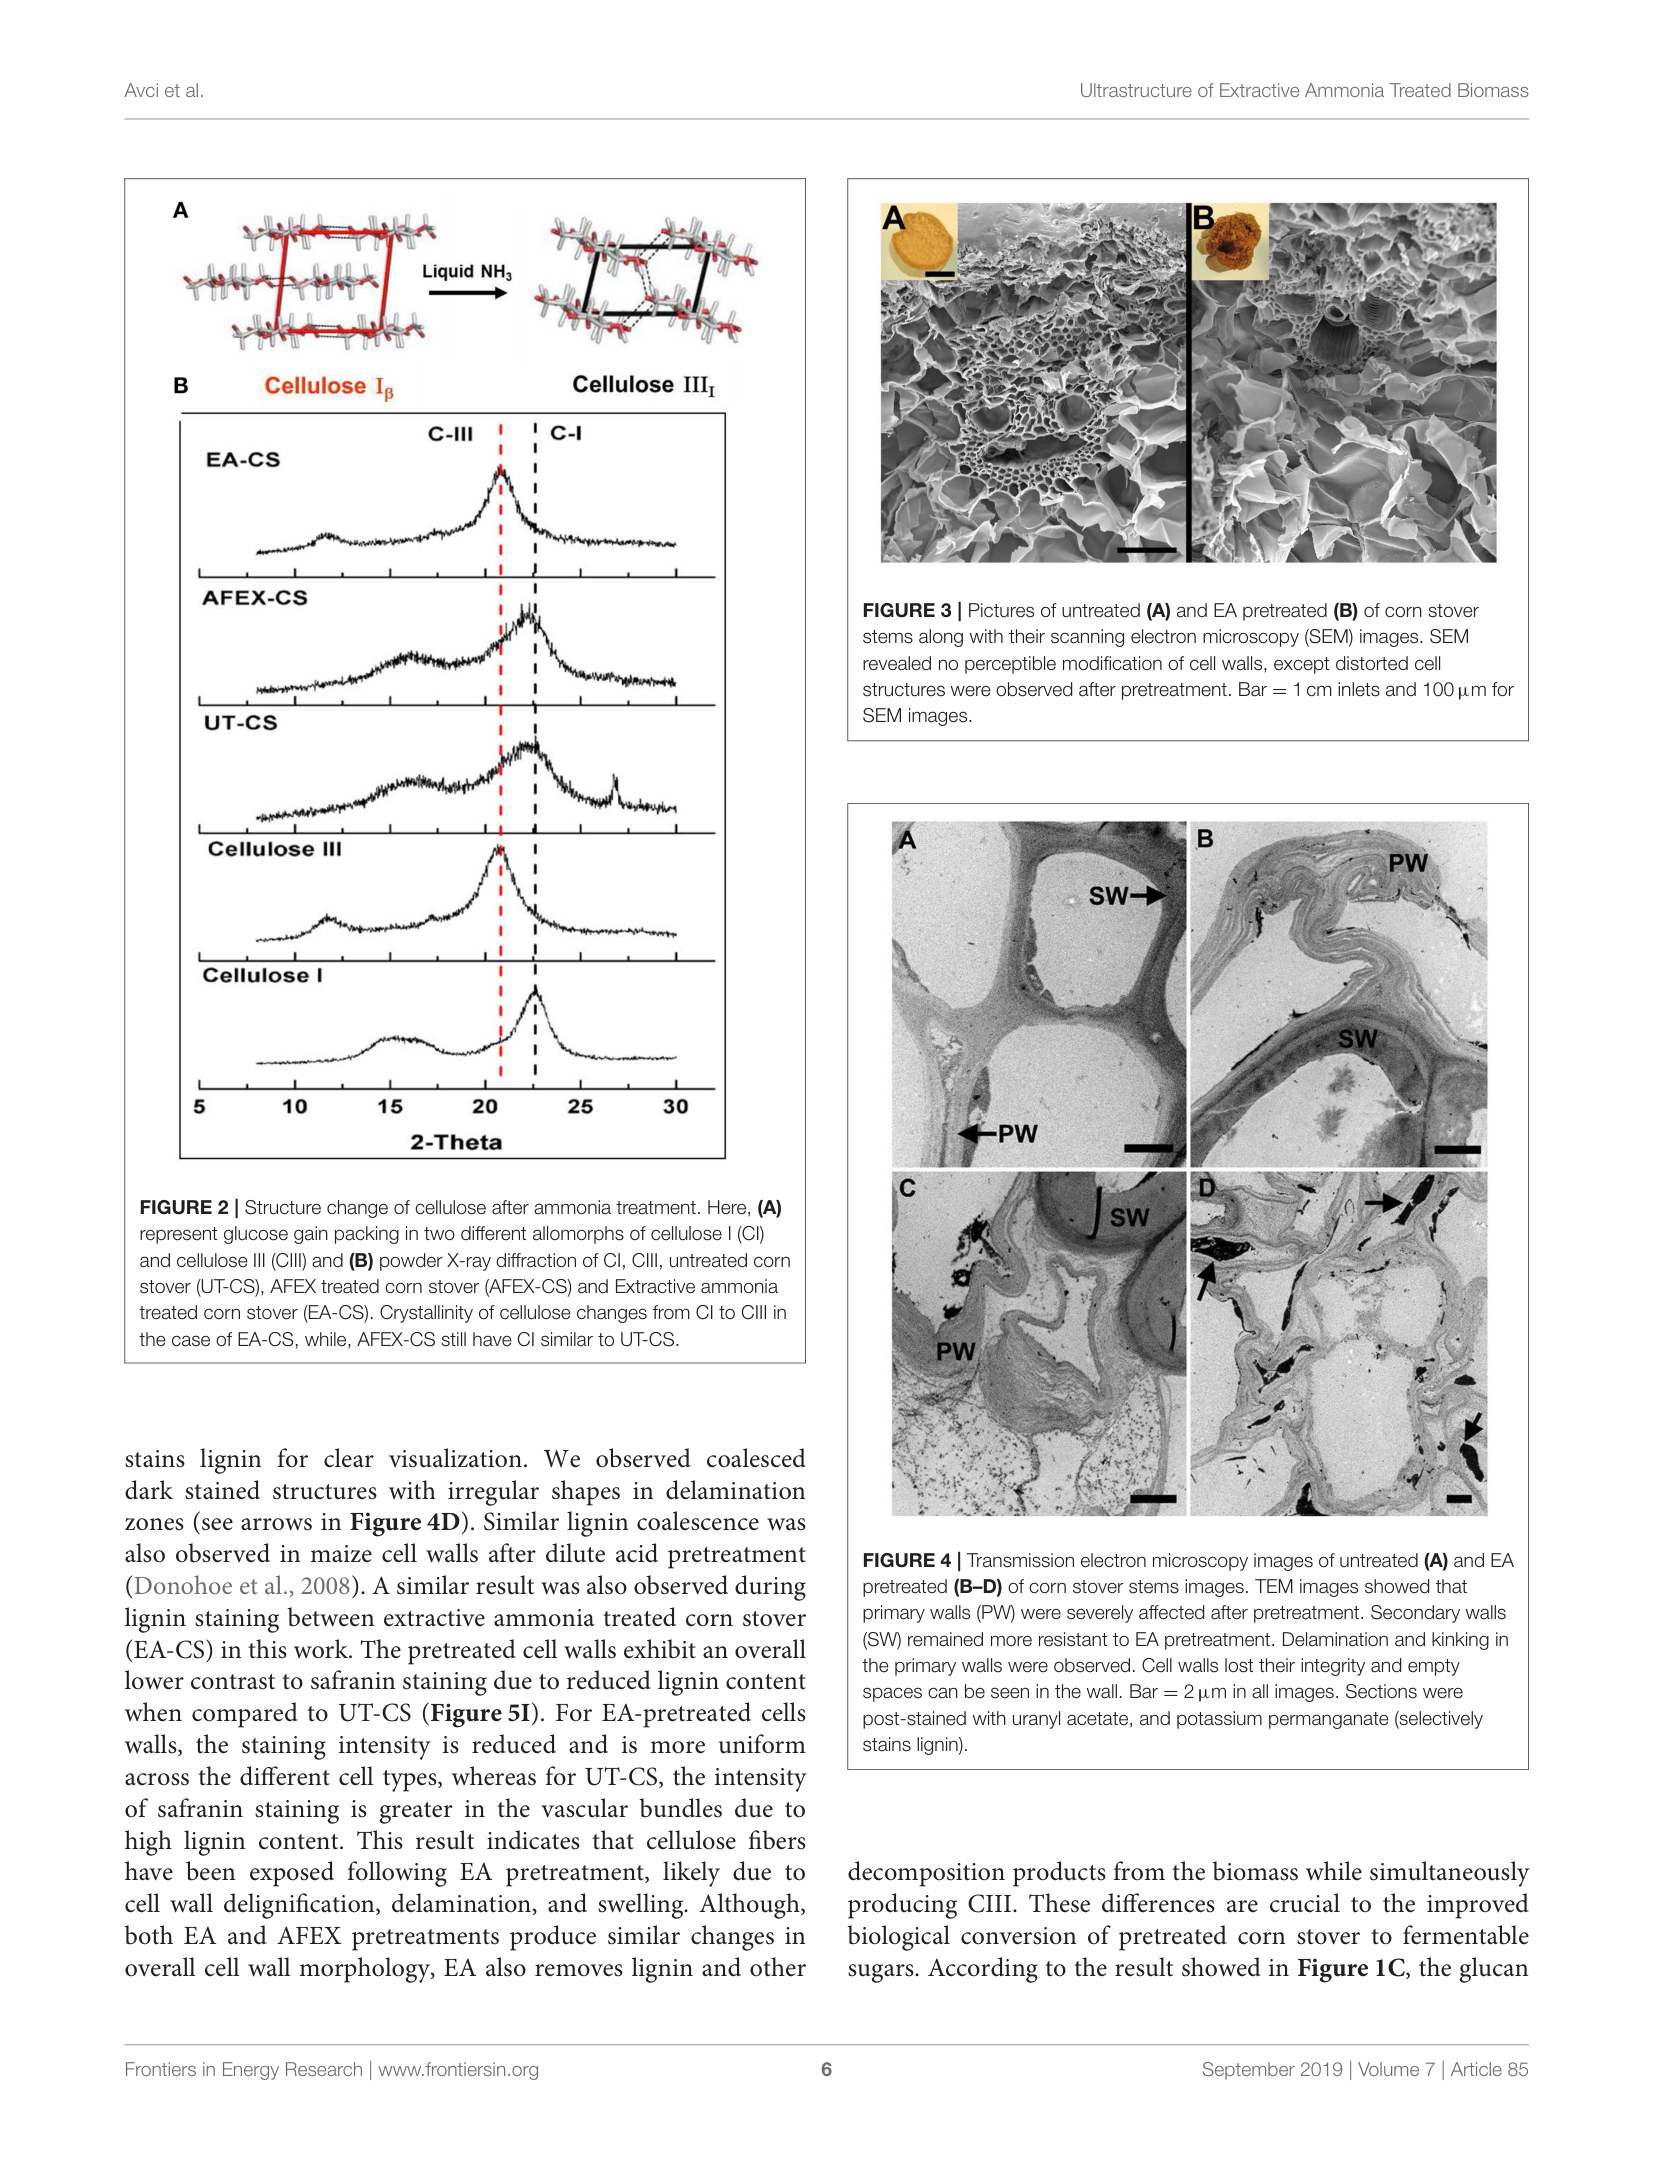 Avci et al.
Ultrastructure of Extractive Ammonia Treated Biomass
A
Liquid NH₃
Cellulose Iβ
Cellulose IIII
B
C-III
C-I
EA-CS
AFEX-CS
UT-CS
Cellulose III
Cellulose I
5 10 15 20 25 30
2-Theta
FIGURE 2 | Structure change of cellulose after ammonia treatment. Here, (A)
represent glucose gain packing in two different allomorphs of cellulose I (CI)
and cellulose III (CIII) and (B) powder X-ray diffraction of CI, CIII, untreated corn
stover (UT-CS), AFEX treated corn stover (AFEX-CS) and Extractive ammonia
treated corn stover (EA-CS). Crystallinity of cellulose changes from CI to CIII in
the case of EA-CS, while, AFEX-CS still have CI similar to UT-CS.
stains lignin for clear visualization. We observed coalesced
dark stained structures with irregular shapes in delamination
zones (see arrows in Figure 4D). Similar lignin coalescence was
also observed in maize cell walls after dilute acid pretreatment
(Donohoe et al., 2008). A similar result was also observed during
lignin staining between extractive ammonia treated corn stover
(EA-CS) in this work. The pretreated cell walls exhibit an overall
lower contrast to safranin staining due to reduced lignin content
when compared to UT-CS (Figure 5I). For EA-pretreated cells
walls, the staining intensity is reduced and is more uniform
across the different cell types, whereas for UT-CS, the intensity
of safranin staining is greater in the vascular bundles due to
high lignin content. This result indicates that cellulose fibers
have been exposed following EA pretreatment, likely due to
cell wall delignification, delamination, and swelling. Although,
both EA and AFEX pretreatments produce similar changes in
overall cell wall morphology, EA also removes lignin and other
A
B
FIGURE 3 | Pictures of untreated (A) and EA pretreated (B) of corn stover
stems along with their scanning electron microscopy (SEM) images. SEM
revealed no perceptible modification of cell walls, except distorted cell
structures were observed after pretreatment. Bar = 1 cm inlets and 100 μm for
SEM images.
A
SW
PW
B
PW
SW
C
SW
PW
D
FIGURE 4 | Transmission electron microscopy images of untreated (A) and EA
pretreated (B–D) of corn stover stems images. TEM images showed that
primary walls (PW) were severely affected after pretreatment. Secondary walls
(SW) remained more resistant to EA pretreatment. Delamination and kinking in
the primary walls were observed. Cell walls lost their integrity and empty
spaces can be seen in the wall. Bar = 2 μm in all images. Sections were
post-stained with uranyl acetate, and potassium permanganate (selectively
stains lignin).
decomposition products from the biomass while simultaneously
producing CIII. These differences are crucial to the improved
biological conversion of pretreated corn stover to fermentable
sugars. According to the result showed in Figure 1C, the glucan
Frontiers in Energy Research | www.frontiersin.org
6
September 2019 | Volume 7 | Article 85